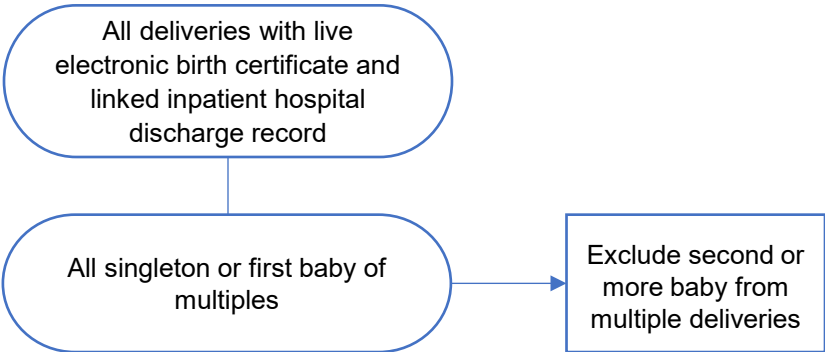 All deliveries with live
electronic birth certificate and
linked inpatient hospital
discharge record
All singleton or first baby of
multiples
Exclude second or
more baby from
multiple deliveries